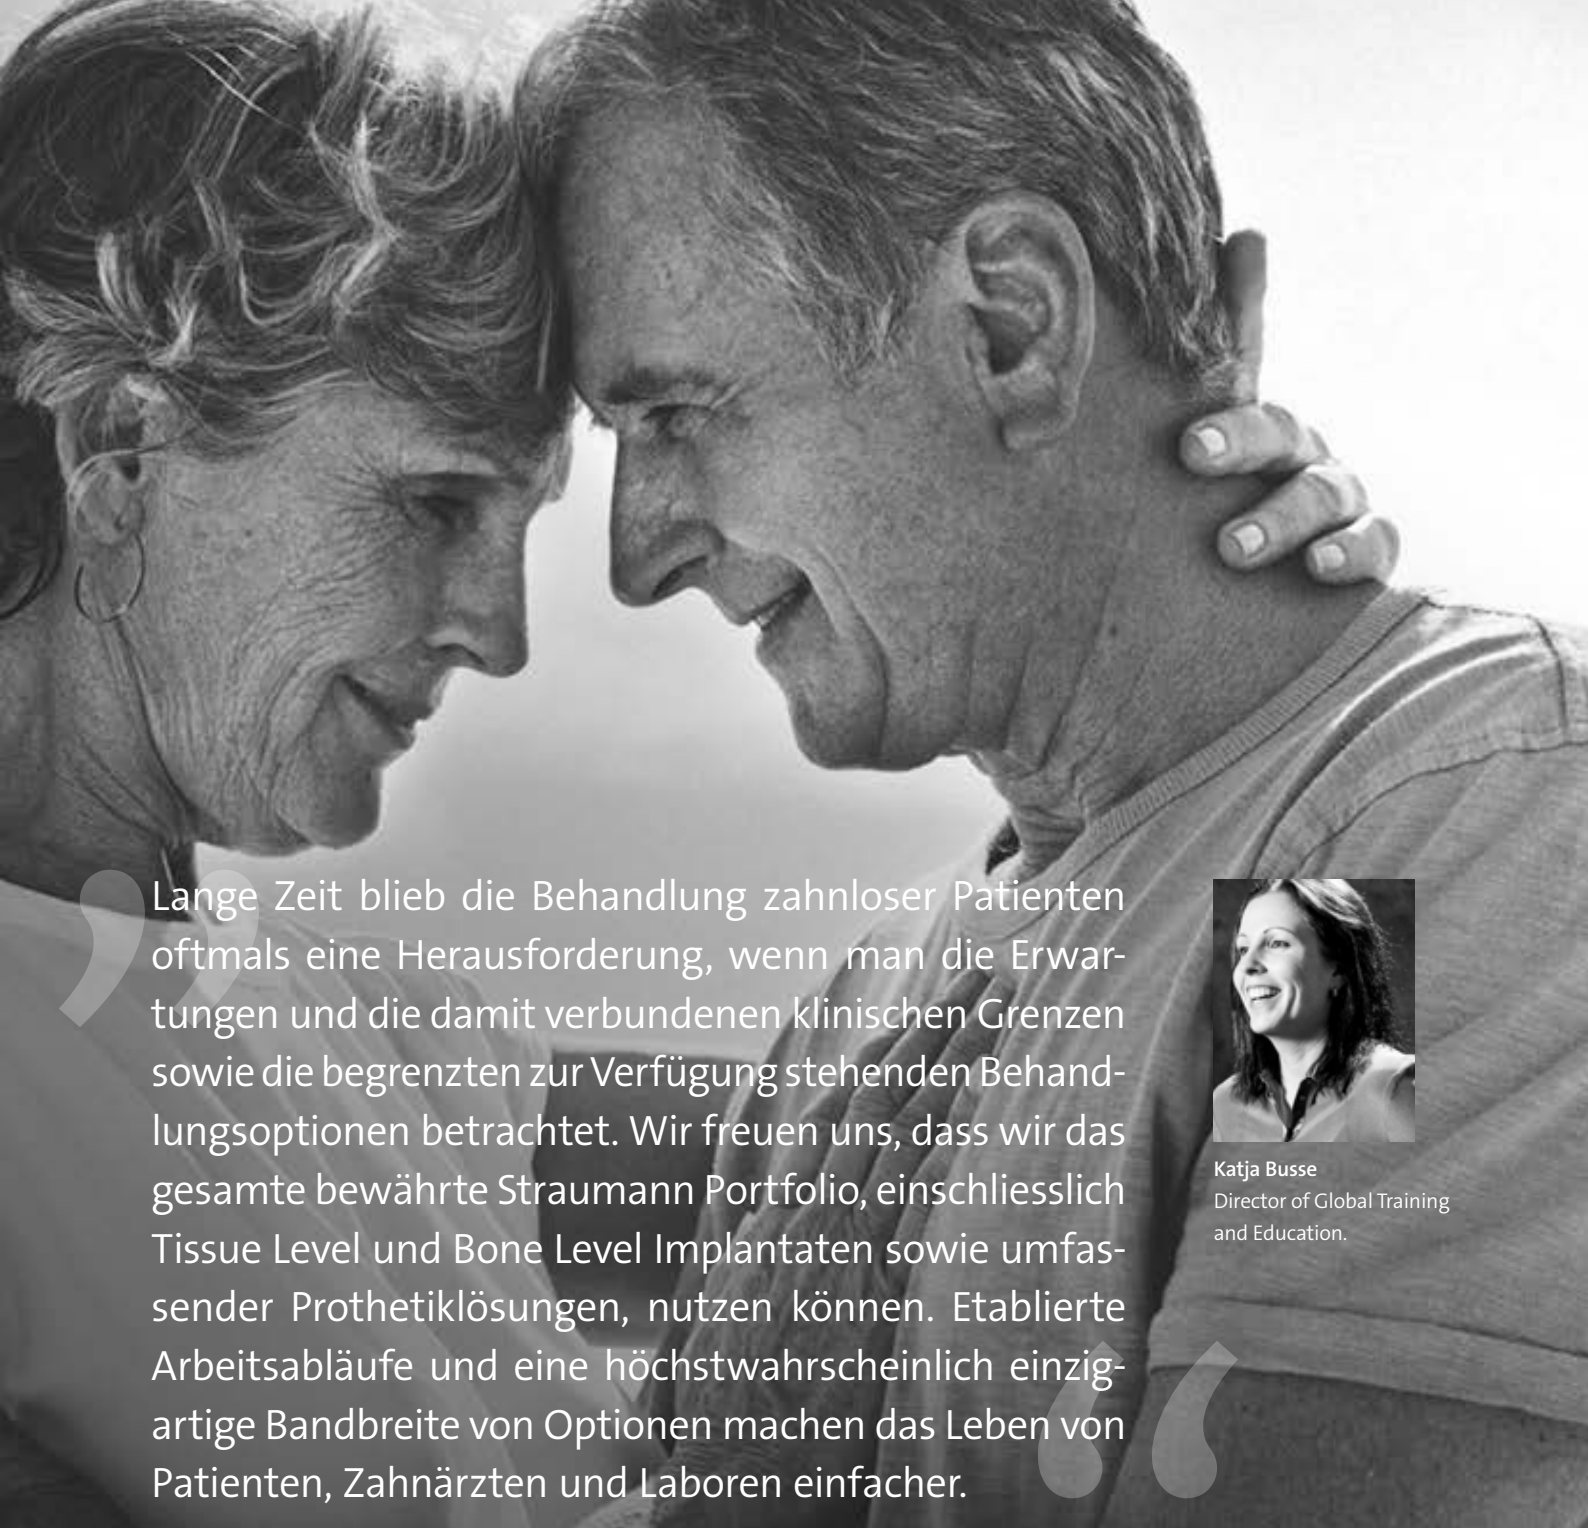 Lange Zeit blieb die Behandlung zahnloser Patienten
oftmals eine Herausforderung, wenn man die Erwar-
tungen und die damit verbundenen klinischen Grenzen
sowie die begrenzten zur Verfügung stehenden Behand-
lungsoptionen betrachtet. Wir freuen uns, dass wir das
gesamte bewährte Straumann Portfolio, einschliesslich
Tissue Level und Bone Level Implantaten sowie umfas-
sender Prothetiklösungen, nutzen können. Etablierte
Arbeitsabläufe und eine höchstwahrscheinlich einzig-
artige Bandbreite von Optionen machen das Leben von
Patienten, Zahnärzten und Laboren einfacher.
Katja Busse
Director of Global Training
and Education.